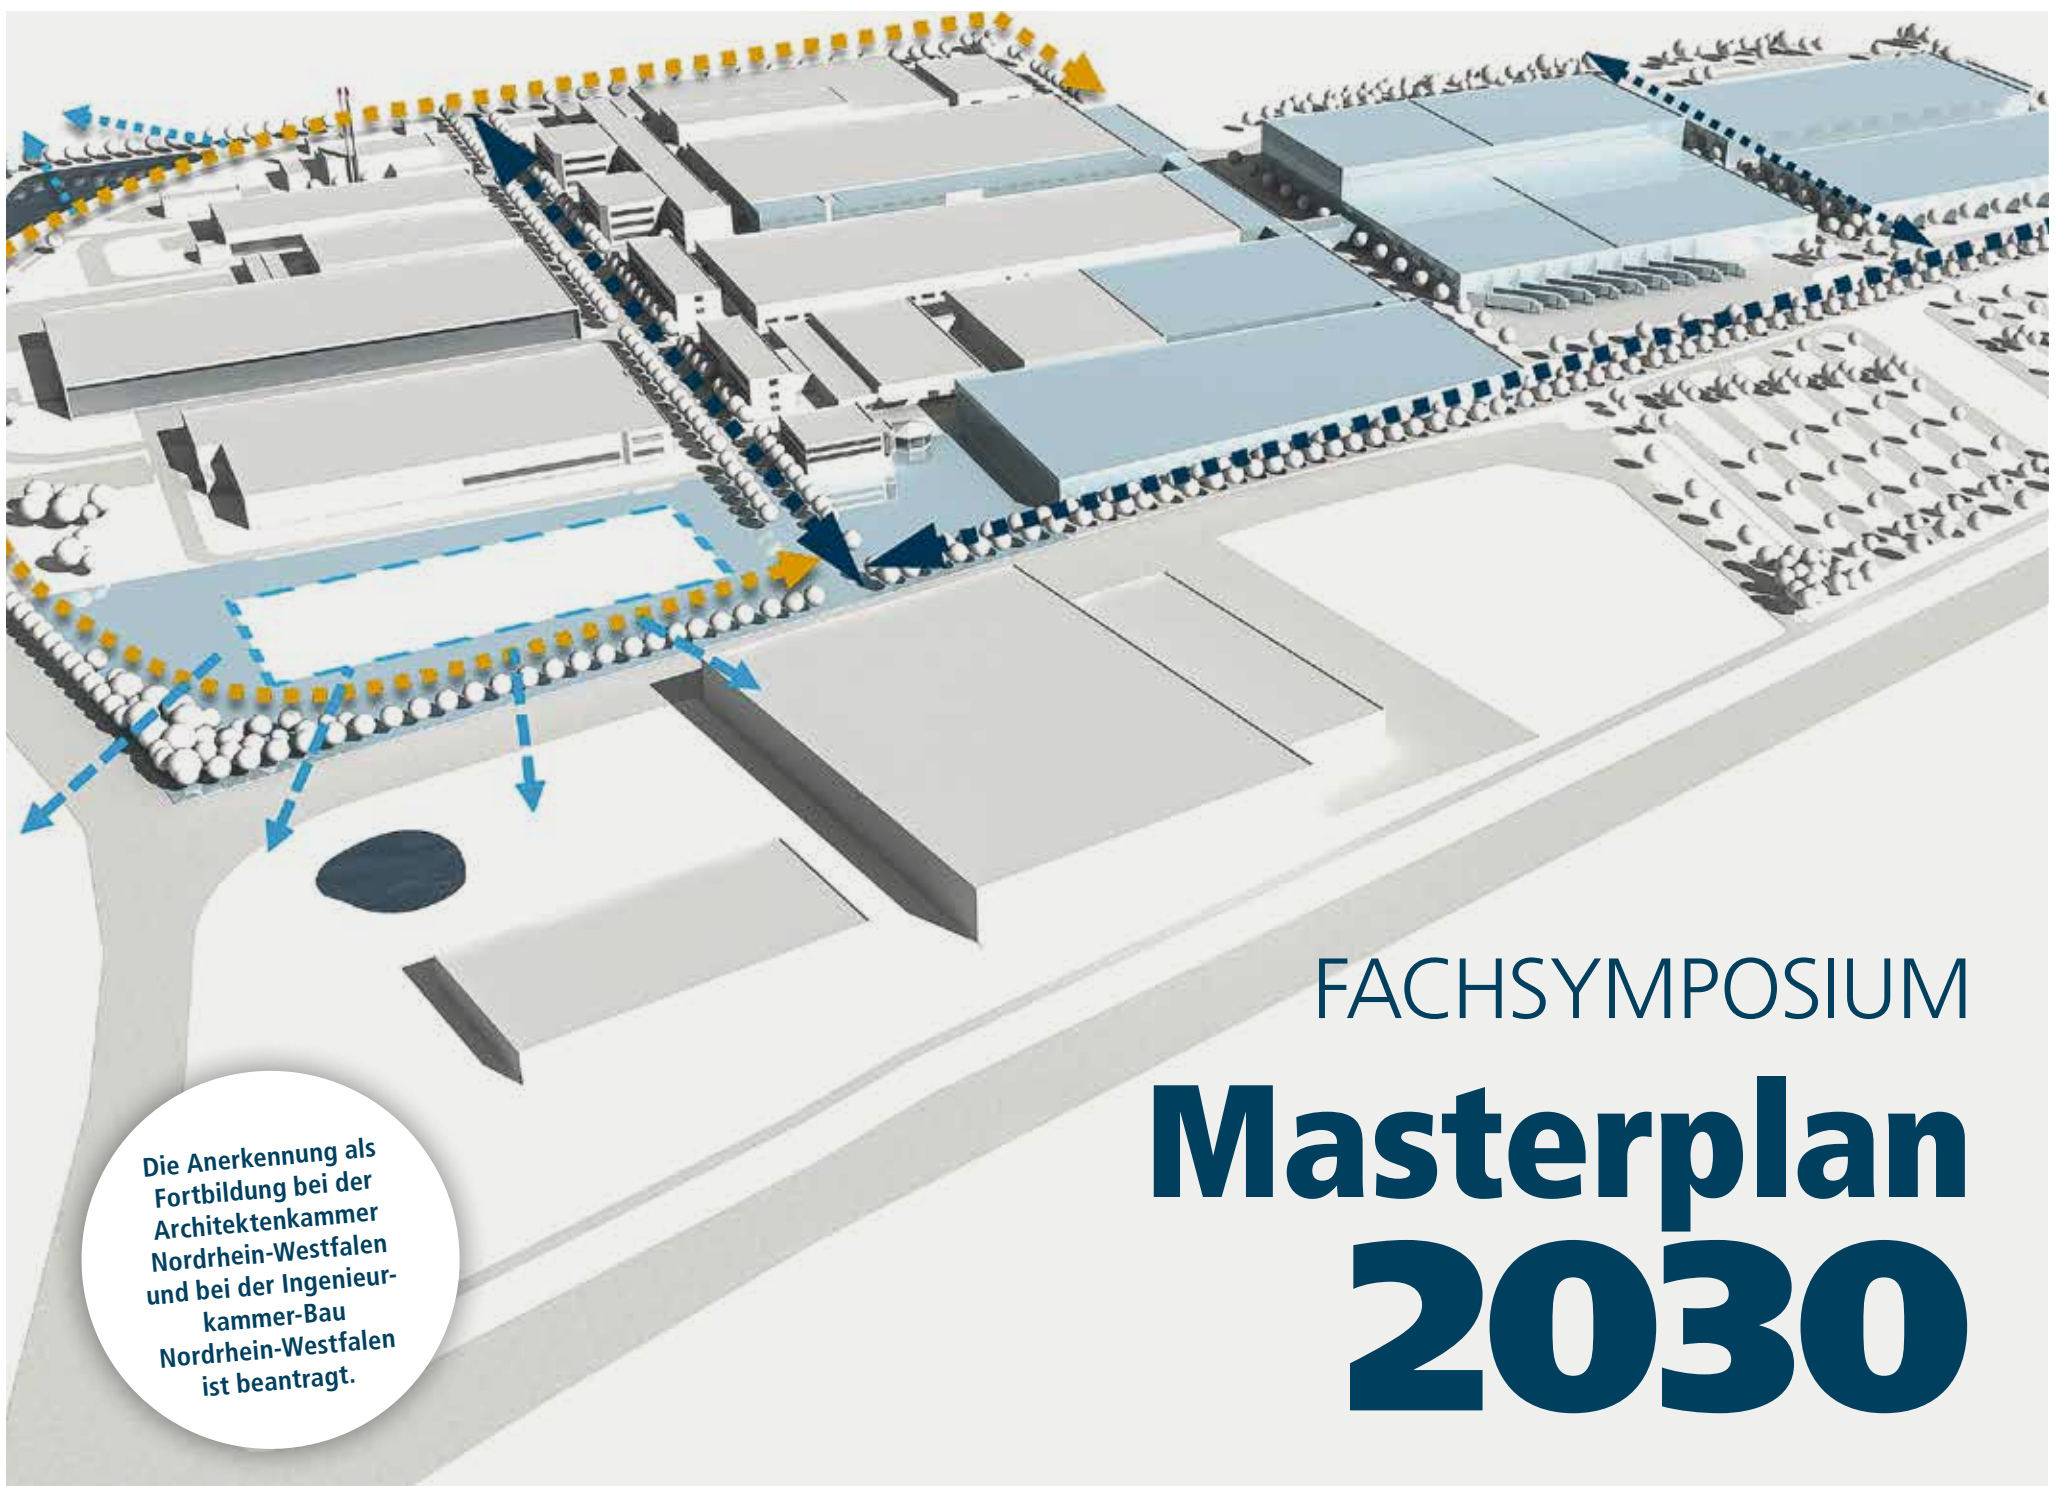 FACHSYMPOSIUM
Masterplan
2030
Die Anerkennung als
Fortbildung bei der
Architektenkammer
Nordrhein-Westfalen
und bei der Ingenieur-
kammer-Bau
Nordrhein-Westfalen
ist beantragt.